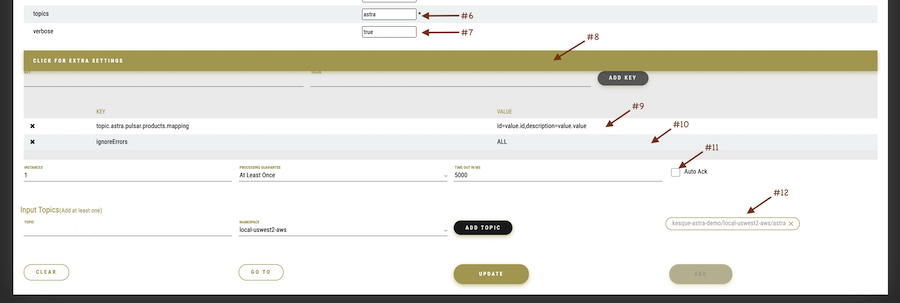 topics astra * #6
verbose true #7
#8
CLICK FOR EXTRA SETTINGS
ADD KEY
KEY VALUE
#9
topic.astra.pulsar.products.mapping id=value.id,description=value.value
#10
ignoreErrors ALL
#11
INSTANCES PROCESSING GUARANTEE TIME OUT IN MS
1 At Least Once 5000 Auto Ack
#12
Input Topics(Add at least one)
TOPIC NAMESPACE
local-uswest2-aws ADD TOPIC kesque-astra-demo/local-uswest2-aws/astra ×
CLEAR GO TO UPDATE